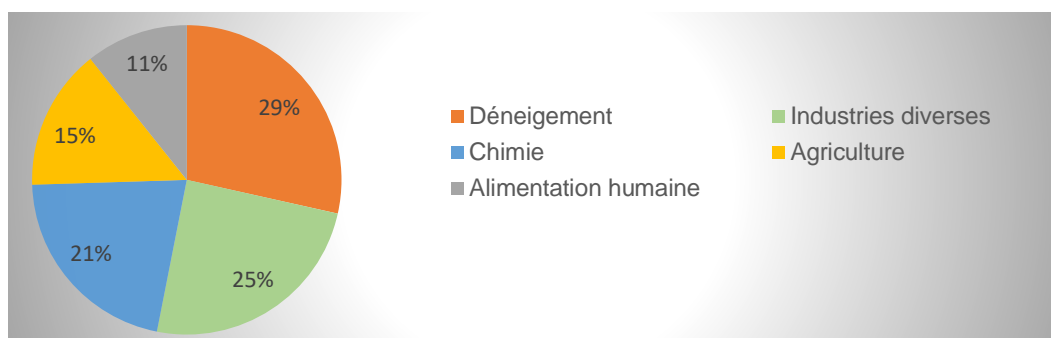 11%
29%
15%
21%
25%
Déneigement
Industries diverses
Chimie
Agriculture
Alimentation humaine